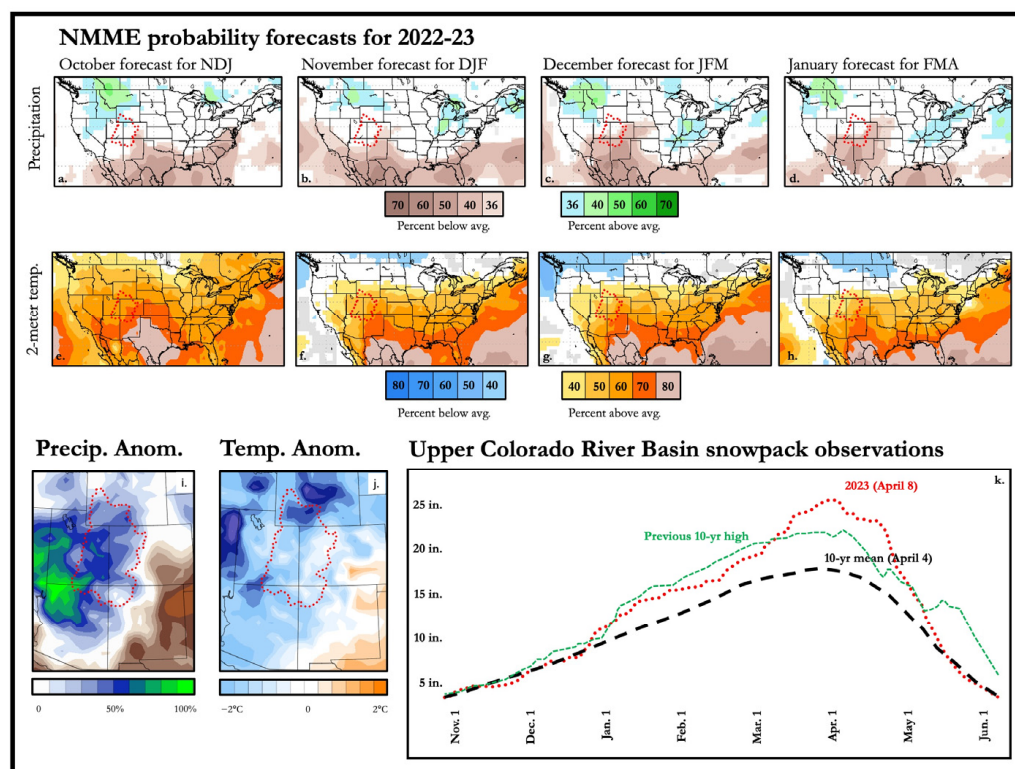 NMME probability forecasts for 2022-23
October forecast for NDJ
November forecast for DJF
December forecast for JFM
January forecast for FMA
Precipitation
a.
b.
c.
d.
70 60 50 40 36
Percent below avg.
36 40 50 60 70
Percent above avg.
2-meter temp.
e.
f.
g.
h.
80 70 60 50 40
Percent below avg.
40 50 60 70 80
Percent above avg.
Precip. Anom.
Temp. Anom.
Upper Colorado River Basin snowpack observations
i.
j.
k.
0 50% 100%
−2°C 0 2°C
25 in.
20 in.
15 in.
10 in.
5 in.
2023 (April 8)
Previous 10-yr high
10-yr mean (April 4)
Nov. 1
Dec. 1
Jan. 1
Feb. 1
Mar. 1
Apr. 1
May 1
Jun. 1